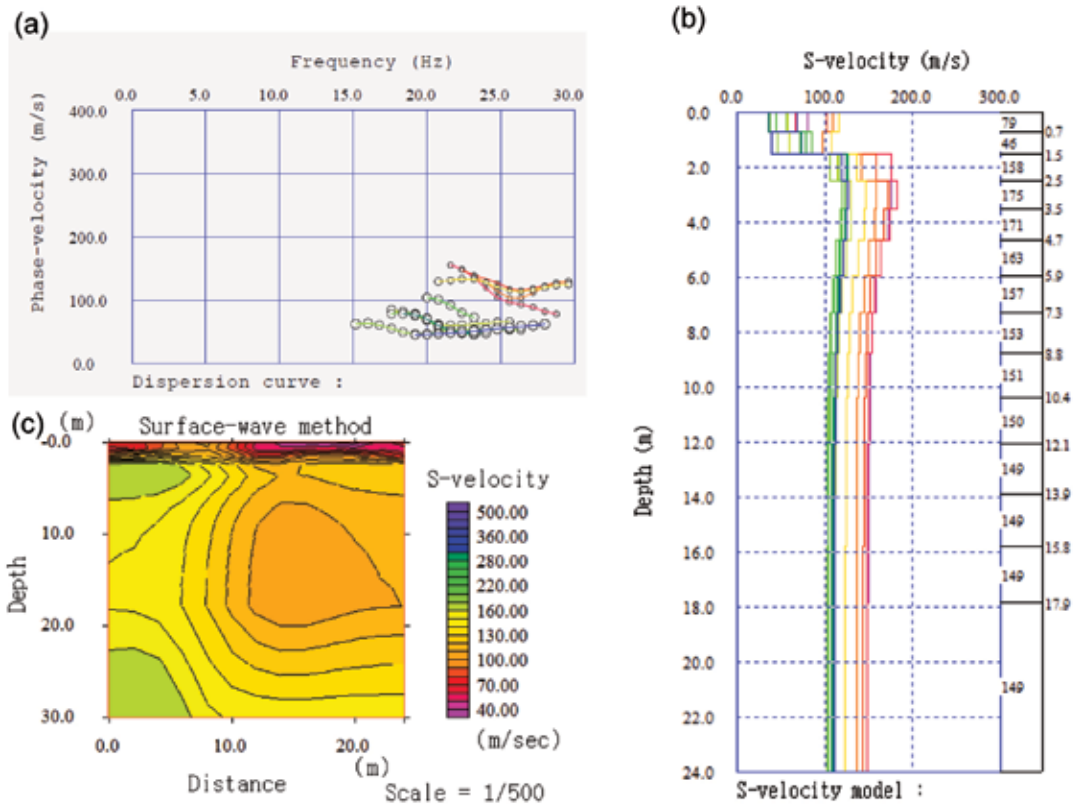 (a)
Frequency (Hz)
0.0 5.0 10.0 15.0 20.0 25.0 30.0
Phase-velocity (m/s)
400.0
300.0
200.0
100.0
0.0
Dispersion curve :
(b)
S-velocity (m/s)
0.0 100.0 200.0 300.0
Depth (m)
0.0
2.0
4.0
6.0
8.0
10.0
12.0
14.0
16.0
18.0
20.0
22.0
24.0
79
46
158
175
171
163
157
153
151
150
149
149
149
149
0.7
1.5
2.5
3.5
4.7
5.9
7.3
8.8
10.4
12.1
13.9
15.8
17.9
S-velocity model :
(c)
(m)
Surface-wave method
-0.0
10.0
20.0
30.0
Depth
0.0 10.0 20.0
(m)
Distance
S-velocity
500.00
360.00
280.00
220.00
160.00
130.00
100.00
70.00
40.00
(m/sec)
Scale = 1/500